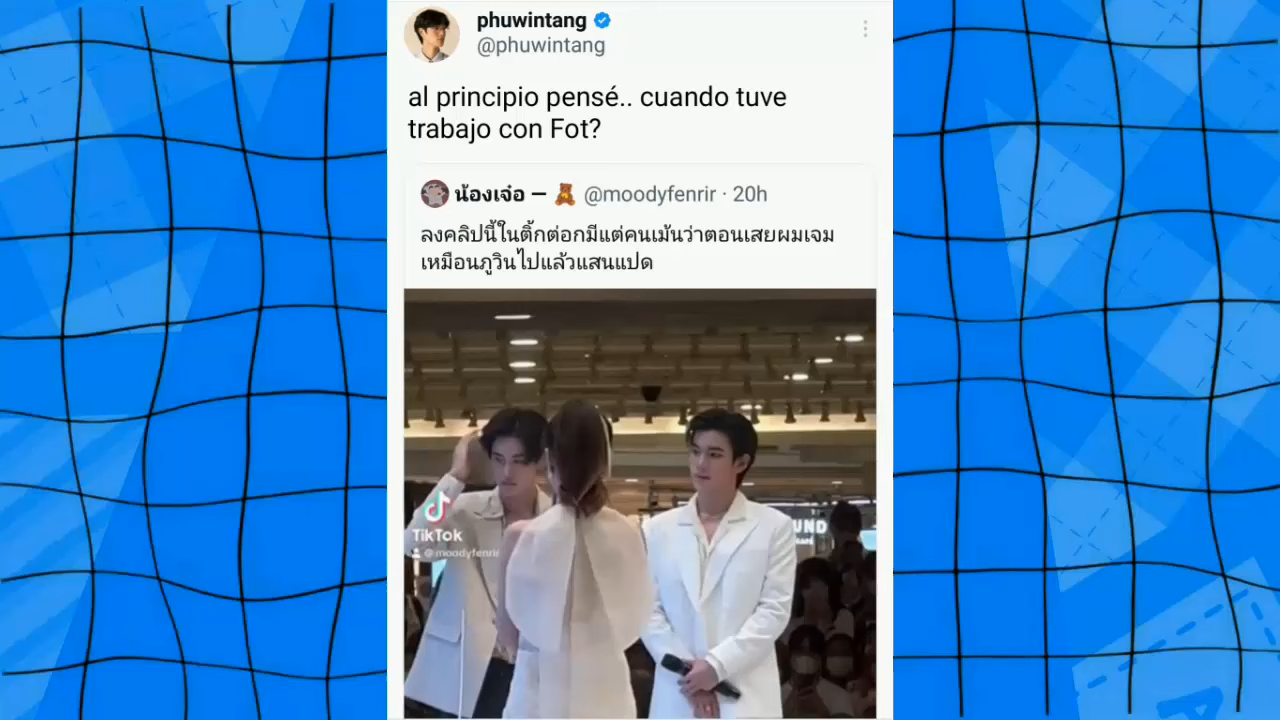 phuwintang
@phuwintang
al principio pensé.. cuando tuve
trabajo con Fot?
น้องเจ๋อ — 🧸 @moodyfenrir · 20h
ลงคลิปนี้ในติ้กต่อกมีแต่คนเม้นว่าตอนเสยผมเจม
เหมือนภูวินไปแล้วแสนแปด
TikTok
@moodyfenrir
UND